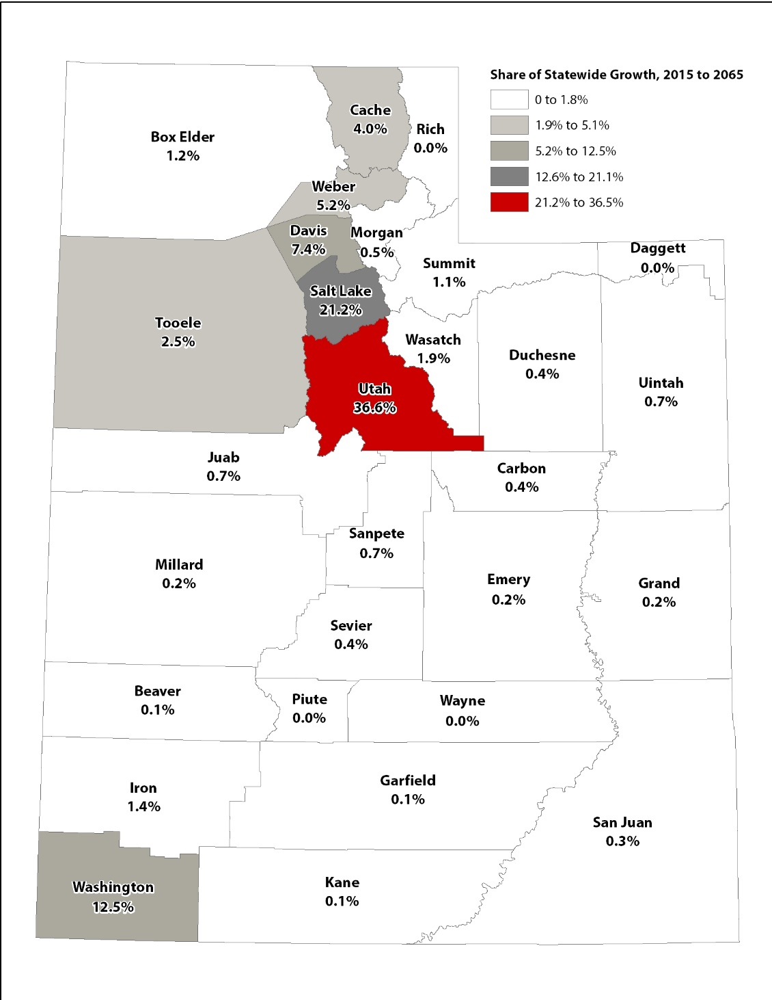 Share of Statewide Growth, 2015 to 2065
0 to 1.8%
1.9% to 5.1%
5.2% to 12.5%
12.6% to 21.1%
21.2% to 36.5%
Cache
4.0%
Rich
0.0%
Box Elder
1.2%
Weber
5.2%
Davis
7.4%
Morgan
0.5%
Summit
1.1%
Daggett
0.0%
Salt Lake
21.2%
Tooele
2.5%
Wasatch
1.9%
Duchesne
0.4%
Uintah
0.7%
Utah
36.6%
Juab
0.7%
Carbon
0.4%
Sanpete
0.7%
Millard
0.2%
Emery
0.2%
Grand
0.2%
Sevier
0.4%
Beaver
0.1%
Piute
0.0%
Wayne
0.0%
Iron
1.4%
Garfield
0.1%
San Juan
0.3%
Washington
12.5%
Kane
0.1%